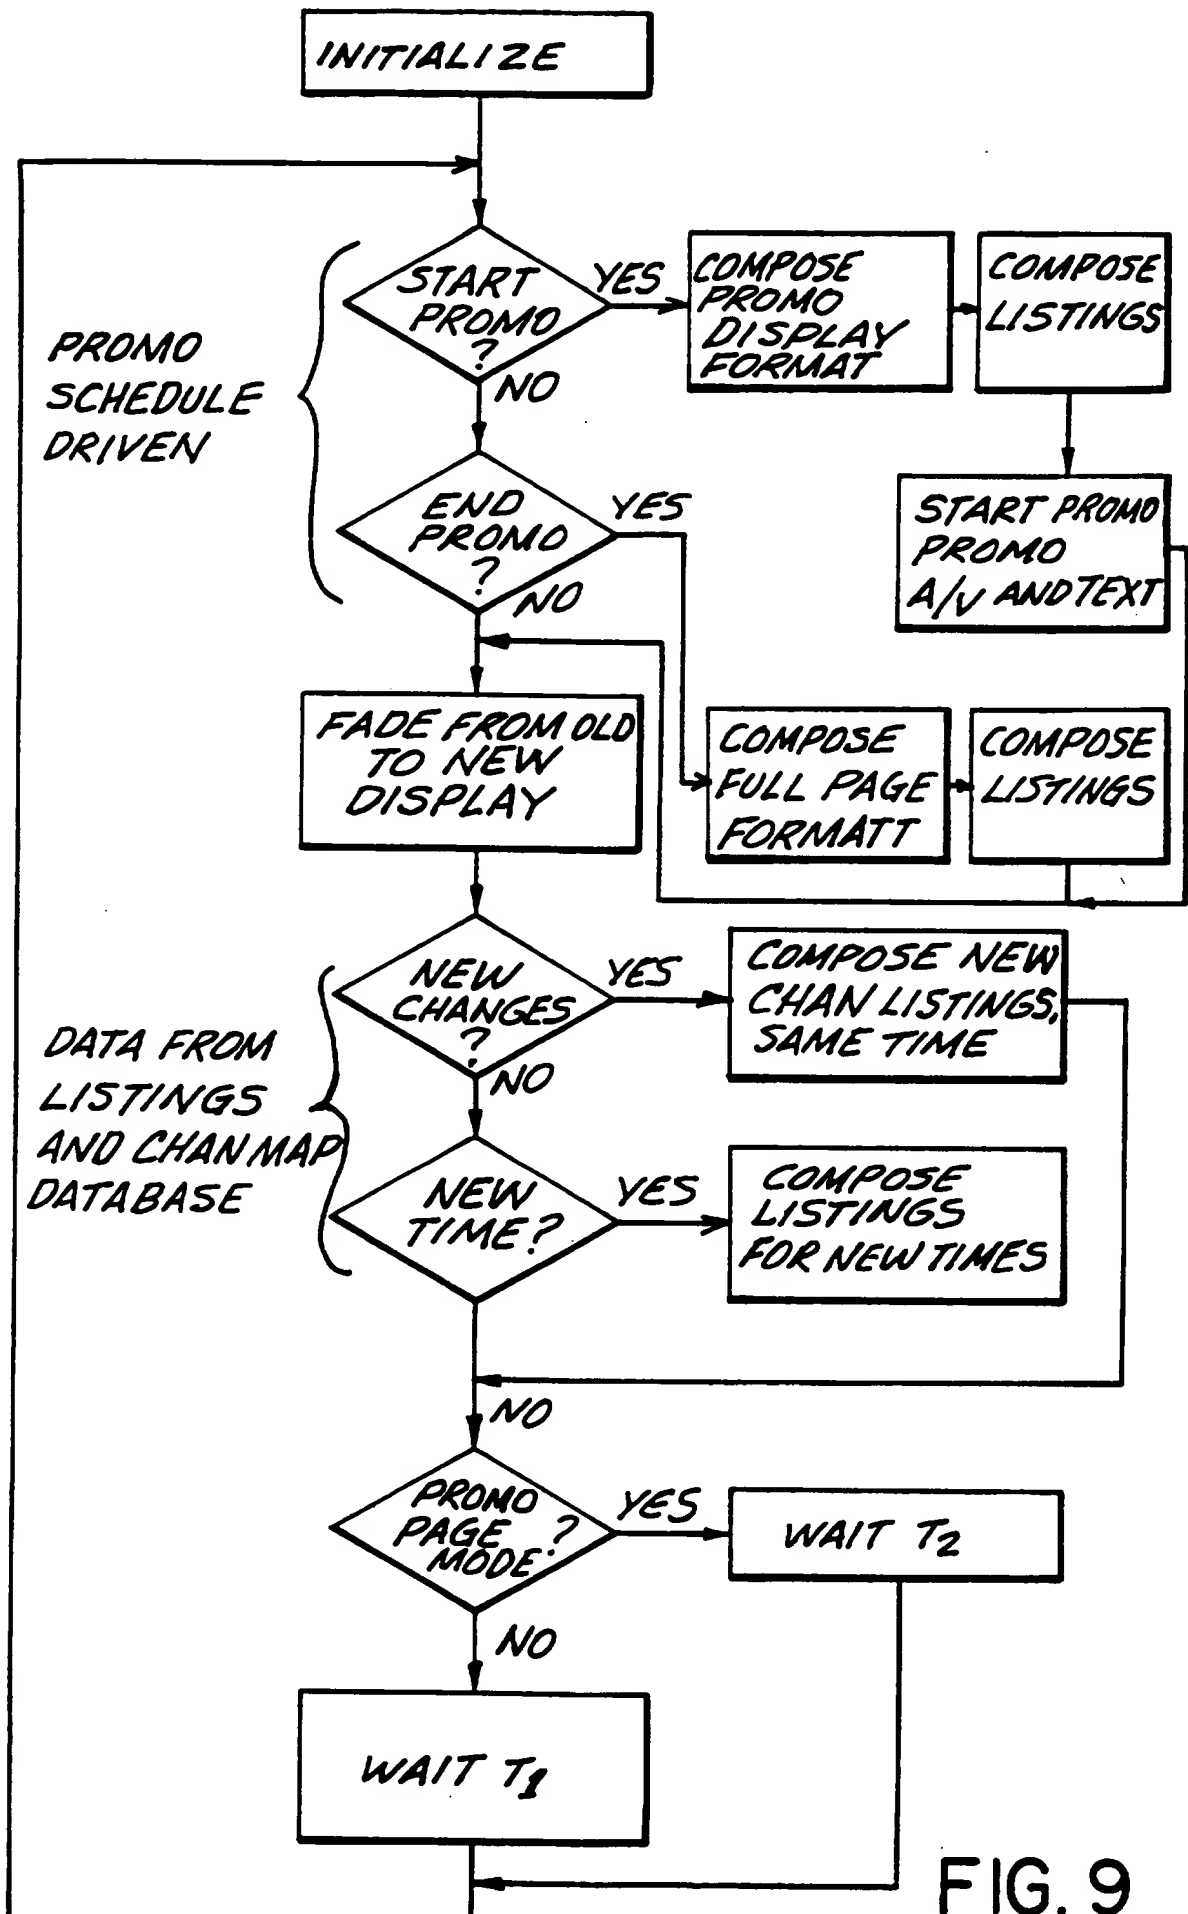 INITIALIZE
START
PROMO
?
YES
NO
COMPOSE
PROMO
DISPLAY
FORMAT
COMPOSE
LISTINGS
PROMO
SCHEDULE
DRIVEN
END
PROMO
?
YES
NO
START PROMO
PROMO
A/V AND TEXT
FADE FROM OLD
TO NEW
DISPLAY
COMPOSE
FULL PAGE
FORMATT
COMPOSE
LISTINGS
NEW
CHANGES
?
YES
NO
COMPOSE NEW
CHAN LISTINGS,
SAME TIME
DATA FROM
LISTINGS
AND CHAN MAP
DATABASE
NEW
TIME?
YES
COMPOSE
LISTINGS
FOR NEW TIMES
NO
PROMO
PAGE ?
MODE
YES
NO
WAIT T2
WAIT T1
FIG. 9